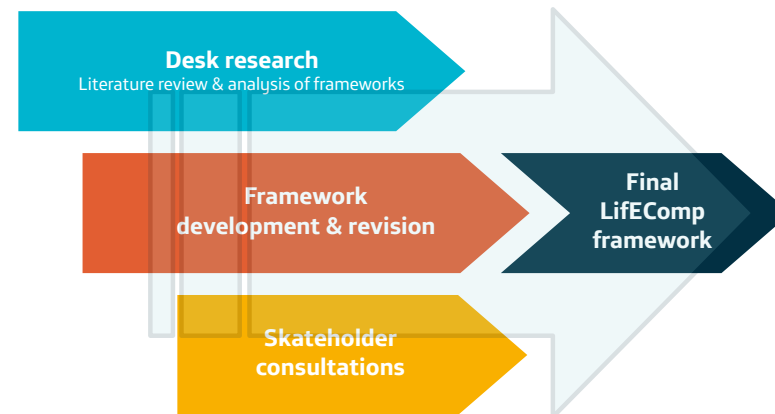 Desk research
Literature review & analysis of frameworks
Framework
development & revision
Final
LifEComp
framework
Skateholder
consultations